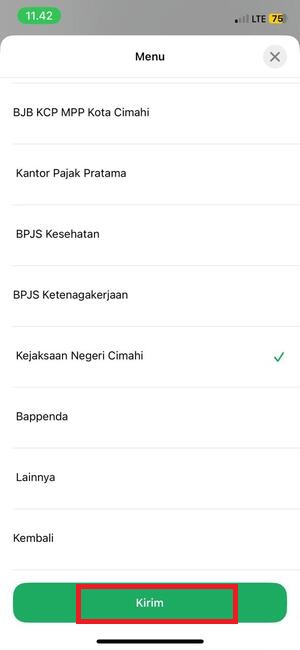 11.42
LTE 75
Menu
BJB KCP MPP Kota Cimahi
Kantor Pajak Pratama
BPJS Kesehatan
BPJS Ketenagakerjaan
Kejaksaan Negeri Cimahi
Bappenda
Lainnya
Kembali
Kirim